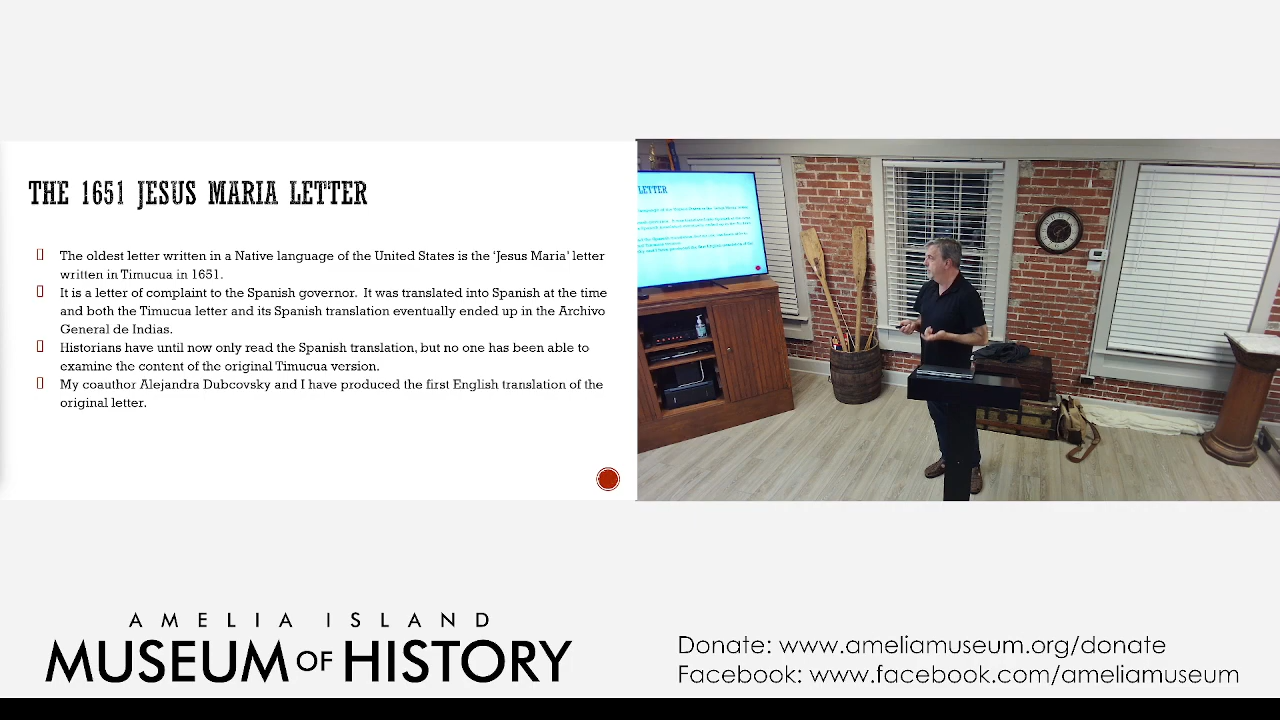 THE 1651 JESUS MARIA LETTER
The oldest letter written in a Native language of the United States is the ‘Jesus Maria’ letter
written in Timucua in 1651.
It is a letter of complaint to the Spanish governor. It was translated into Spanish at the time
and both the Timucua letter and its Spanish translation eventually ended up in the Archivo
General de Indias.
Historians have until now only read the Spanish translation, but no one has been able to
examine the content of the original Timucua version.
My coauthor Alejandra Dubcovsky and I have produced the first English translation of the
original letter.
LETTER
AMELIA ISLAND
MUSEUM OF HISTORY
Donate: www.ameliamuseum.org/donate
Facebook: www.facebook.com/ameliamuseum